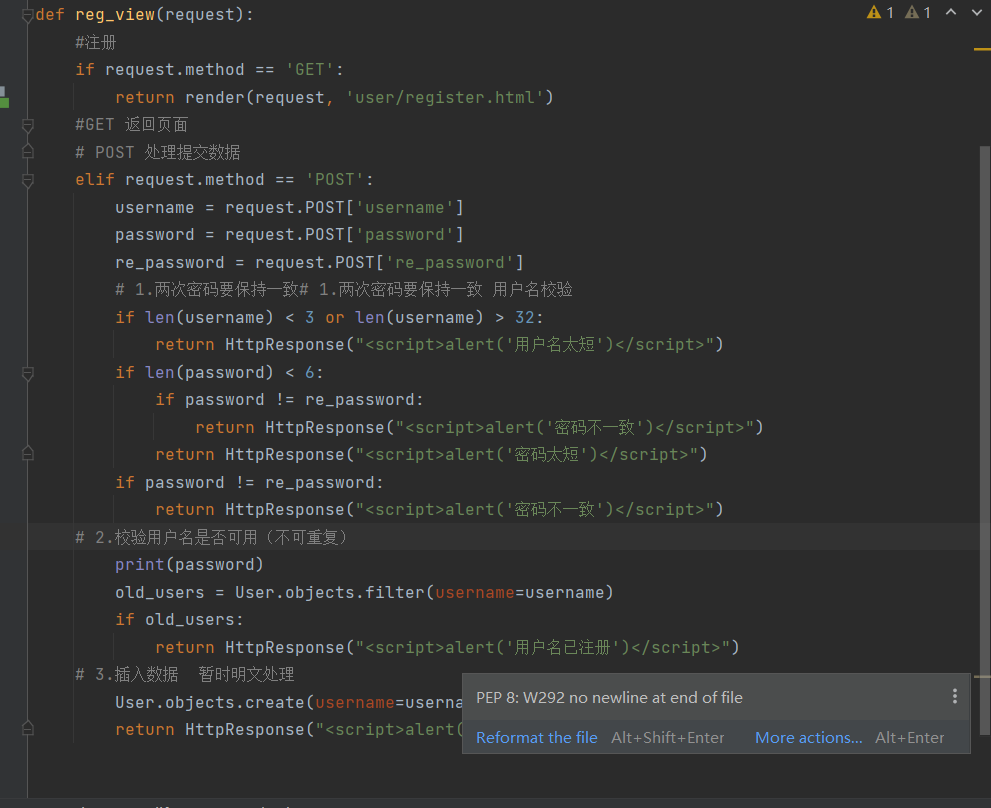 def reg_view(request):
1 1
#注册
if request.method == 'GET':
return render(request, 'user/register.html')
#GET 返回页面
# POST 处理提交数据
elif request.method == 'POST':
username = request.POST['username']
password = request.POST['password']
re_password = request.POST['re_password']
# 1.两次密码要保持一致# 1.两次密码要保持一致 用户名校验
if len(username) < 3 or len(username) > 32:
return HttpResponse("<script>alert('用户名太短')</script>")
if len(password) < 6:
if password != re_password:
return HttpResponse("<script>alert('密码不一致')</script>")
return HttpResponse("<script>alert('密码太短')</script>")
if password != re_password:
return HttpResponse("<script>alert('密码不一致')</script>")
# 2.校验用户名是否可用（不可重复）
print(password)
old_users = User.objects.filter(username=username)
if old_users:
return HttpResponse("<script>alert('用户名已注册')</script>")
# 3.插入数据 暂时明文处理
User.objects.create(username=userna
return HttpResponse("<script>alert(
PEP 8: W292 no newline at end of file
Reformat the file Alt+Shift+Enter More actions... Alt+Enter